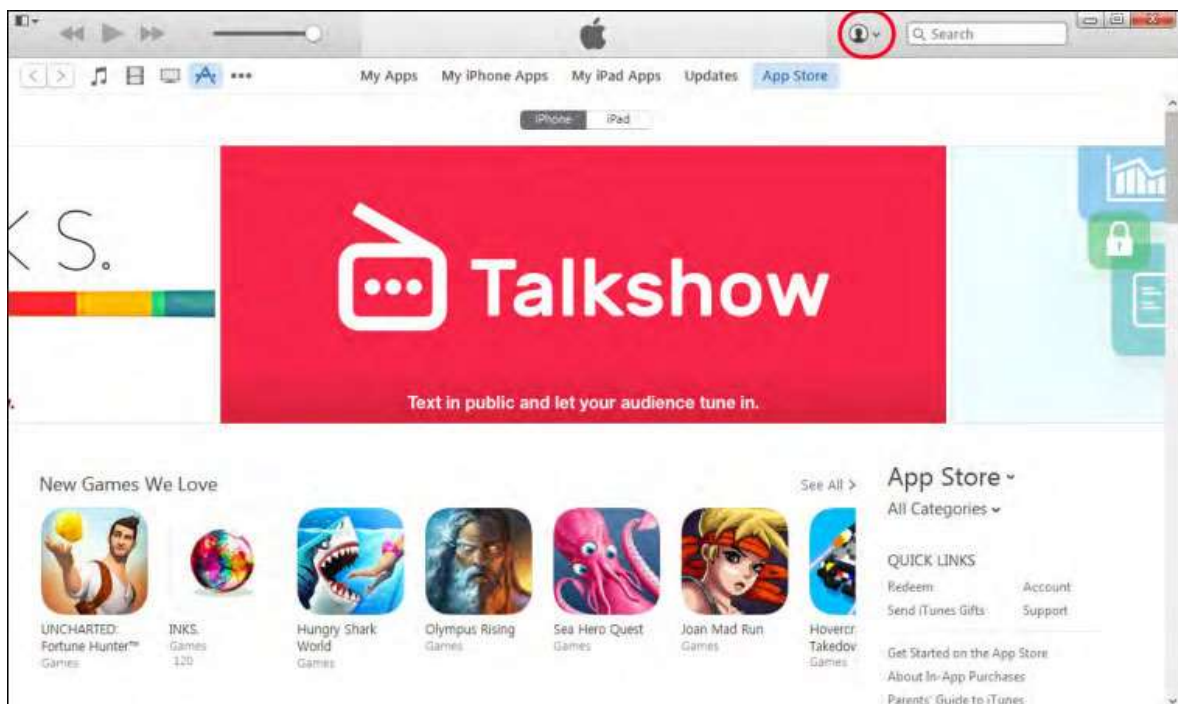 Search
My Apps My iPhone Apps My iPad Apps Updates App Store
iPhone iPad
KS.
Talkshow
Text in public and let your audience tune in.
New Games We Love See All >
UNCHARTED:
Fortune Hunter™
Games
INKS.
Games
120
Hungry Shark
World
Games
Olympus Rising
Games
Sea Hero Quest
Games
Joan Mad Run
Games
Hovercr
Takedov
Games
App Store
All Categories
QUICK LINKS
Redeem Account
Send iTunes Gifts Support
Get Started on the App Store
About In-App Purchases
Parents' Guide to iTunes